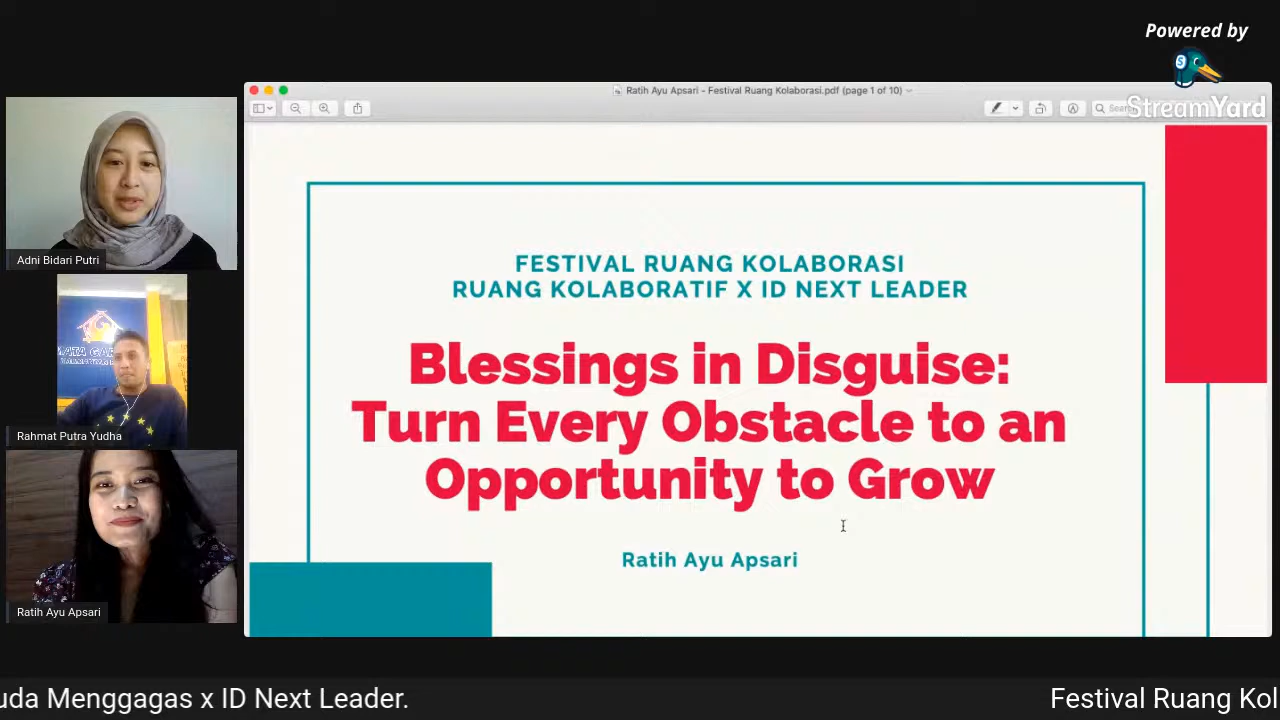 Powered by
StreamYard
Ratih Ayu Apsari - Festival Ruang Kolaborasi.pdf (page 1 of 10)
Adni Bidari Putri
Rahmat Putra Yudha
Ratih Ayu Apsari
FESTIVAL RUANG KOLABORASI
RUANG KOLABORATIF X ID NEXT LEADER
Blessings in Disguise:
Turn Every Obstacle to an
Opportunity to Grow
Ratih Ayu Apsari
uda Menggagas x ID Next Leader.
Festival Ruang Kol